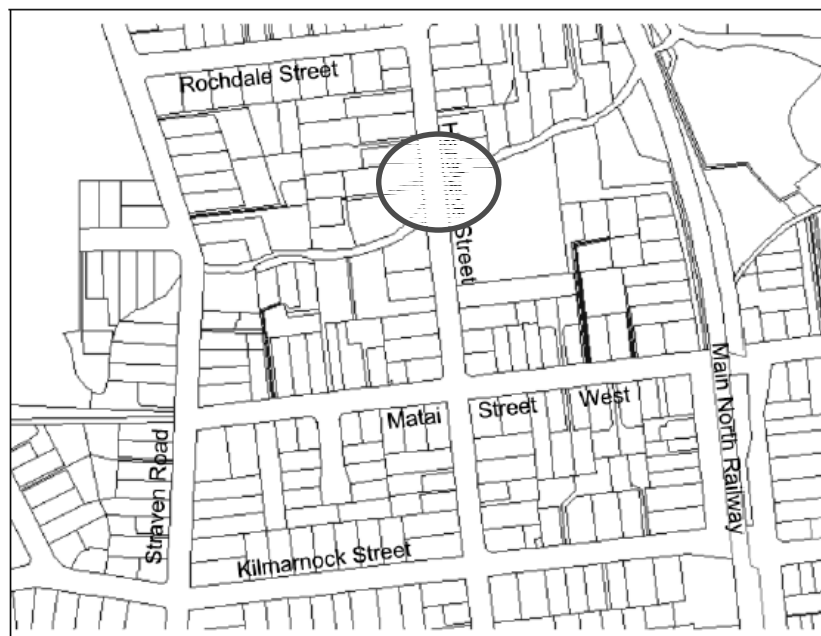 Rochdale Street
Street
Matai Street West
Main North Railway
Straven Road
Kilmarnock Street